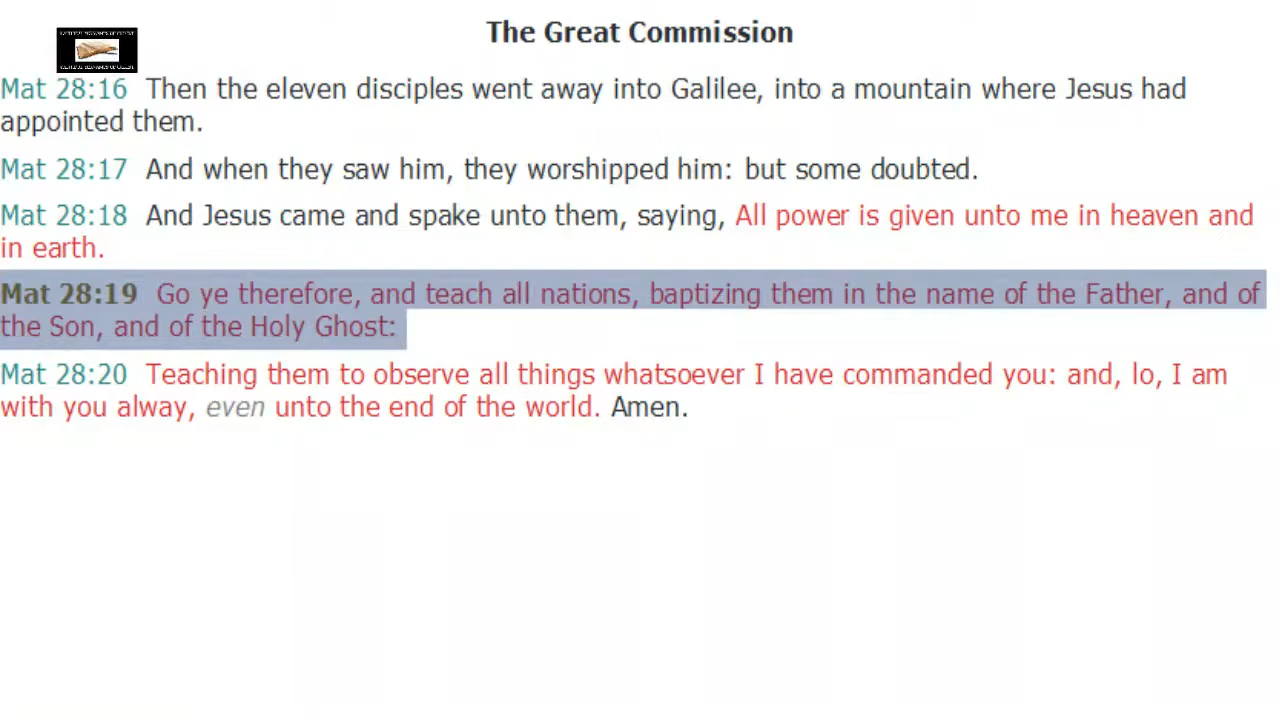 The Great Commission
Mat 28:16 Then the eleven disciples went away into Galilee, into a mountain where Jesus had
appointed them.
Mat 28:17 And when they saw him, they worshipped him: but some doubted.
Mat 28:18 And Jesus came and spake unto them, saying, All power is given unto me in heaven and
in earth.
Mat 28:19 Go ye therefore, and teach all nations, baptizing them in the name of the Father, and of
the Son, and of the Holy Ghost:
Mat 28:20 Teaching them to observe all things whatsoever I have commanded you: and, lo, I am
with you alway, even unto the end of the world. Amen.